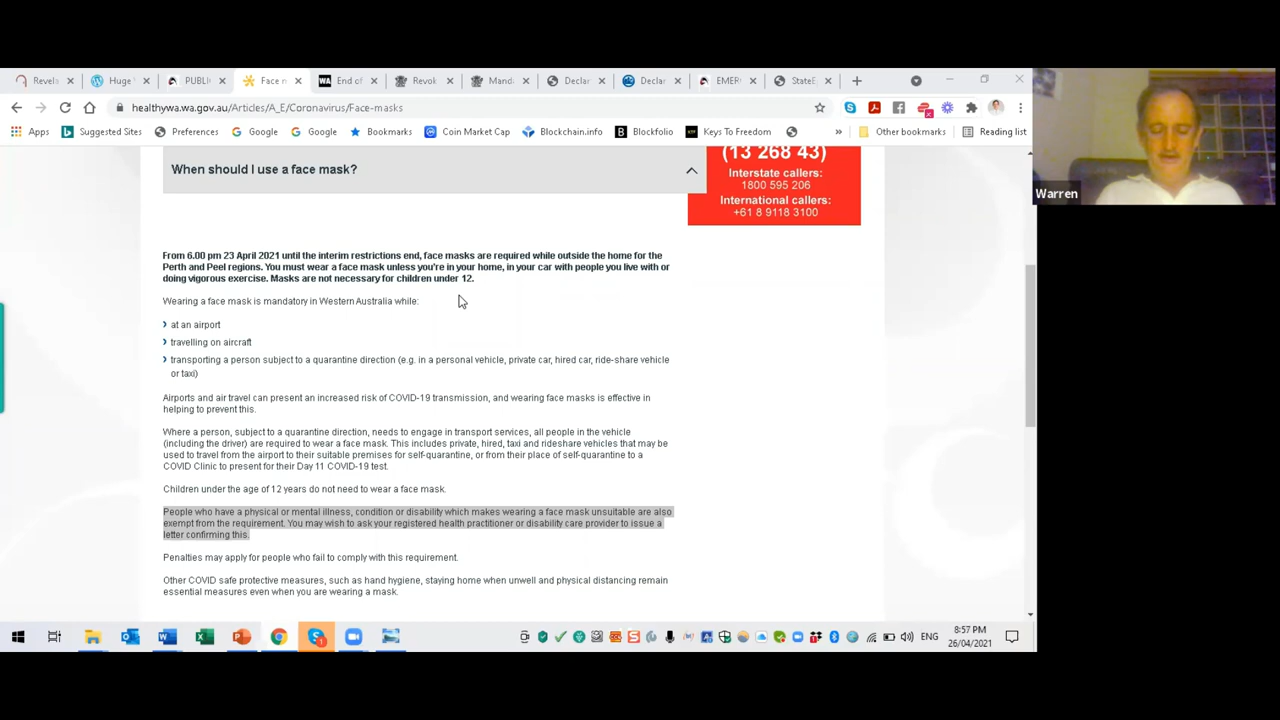 Revela
Huge
PUBLI
Face n
WA End of
Revok
Manda
Declar
Declar
EMER
StateE
healthywa.wa.gov.au/Articles/A_E/Coronavirus/Face-masks
Apps Suggested Sites Preferences Google Google Bookmarks Coin Market Cap Blockchain.info Blockfolio KTF Keys To Freedom » Other bookmarks Reading list
(13 268 43)
Interstate callers:
1800 595 206
International callers:
+61 8 9118 3100
When should I use a face mask?
From 6.00 pm 23 April 2021 until the interim restrictions end, face masks are required while outside the home for the
Perth and Peel regions. You must wear a face mask unless you're in your home, in your car with people you live with or
doing vigorous exercise. Masks are not necessary for children under 12.
Wearing a face mask is mandatory in Western Australia while:
at an airport
travelling on aircraft
transporting a person subject to a quarantine direction (e.g. in a personal vehicle, private car, hired car, ride-share vehicle
or taxi)
Airports and air travel can present an increased risk of COVID-19 transmission, and wearing face masks is effective in
helping to prevent this.
Where a person, subject to a quarantine direction, needs to engage in transport services, all people in the vehicle
(including the driver) are required to wear a face mask. This includes private, hired, taxi and rideshare vehicles that may be
used to travel from the airport to their suitable premises for self-quarantine, or from their place of self-quarantine to a
COVID Clinic to present for their Day 11 COVID-19 test.
Children under the age of 12 years do not need to wear a face mask.
People who have a physical or mental illness, condition or disability which makes wearing a face mask unsuitable are also
exempt from the requirement. You may wish to ask your registered health practitioner or disability care provider to issue a
letter confirming this.
Penalties may apply for people who fail to comply with this requirement.
Other COVID safe protective measures, such as hand hygiene, staying home when unwell and physical distancing remain
essential measures even when you are wearing a mask.
Warren
ENG
8:57 PM
26/04/2021